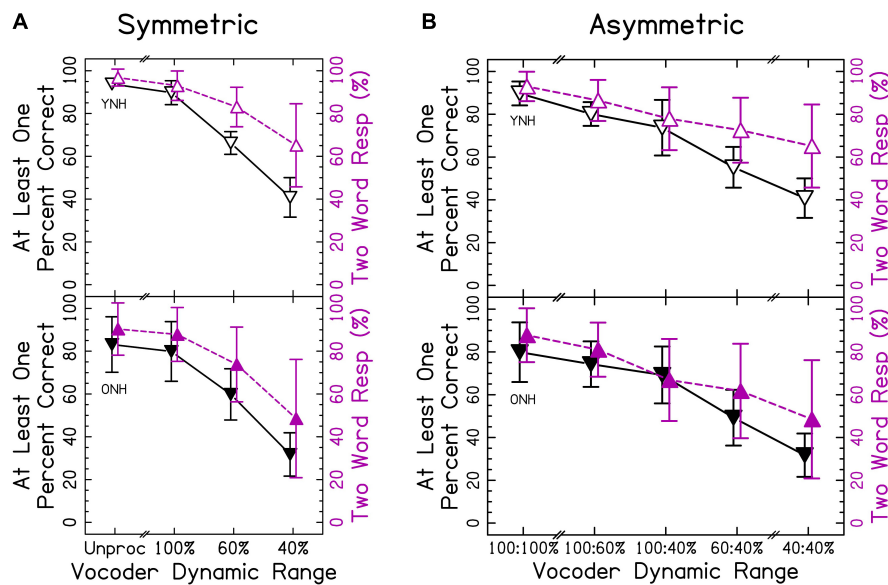 A
Symmetric
B
Asymmetric
At Least One
Percent Correct
0
20
40
60
80
100
YNH
0
20
40
60
80
100
Two Word Resp (%)
At Least One
Percent Correct
0
20
40
60
80
100
YNH
0
20
40
60
80
100
Two Word Resp (%)
At Least One
Percent Correct
0
20
40
60
80
100
ONH
0
20
40
60
80
100
Two Word Resp (%)
At Least One
Percent Correct
0
20
40
60
80
100
ONH
0
20
40
60
80
100
Two Word Resp (%)
Unproc 100% 60% 40%
Vocoder Dynamic Range
100:100% 100:60% 100:40% 60:40% 40:40%
Vocoder Dynamic Range